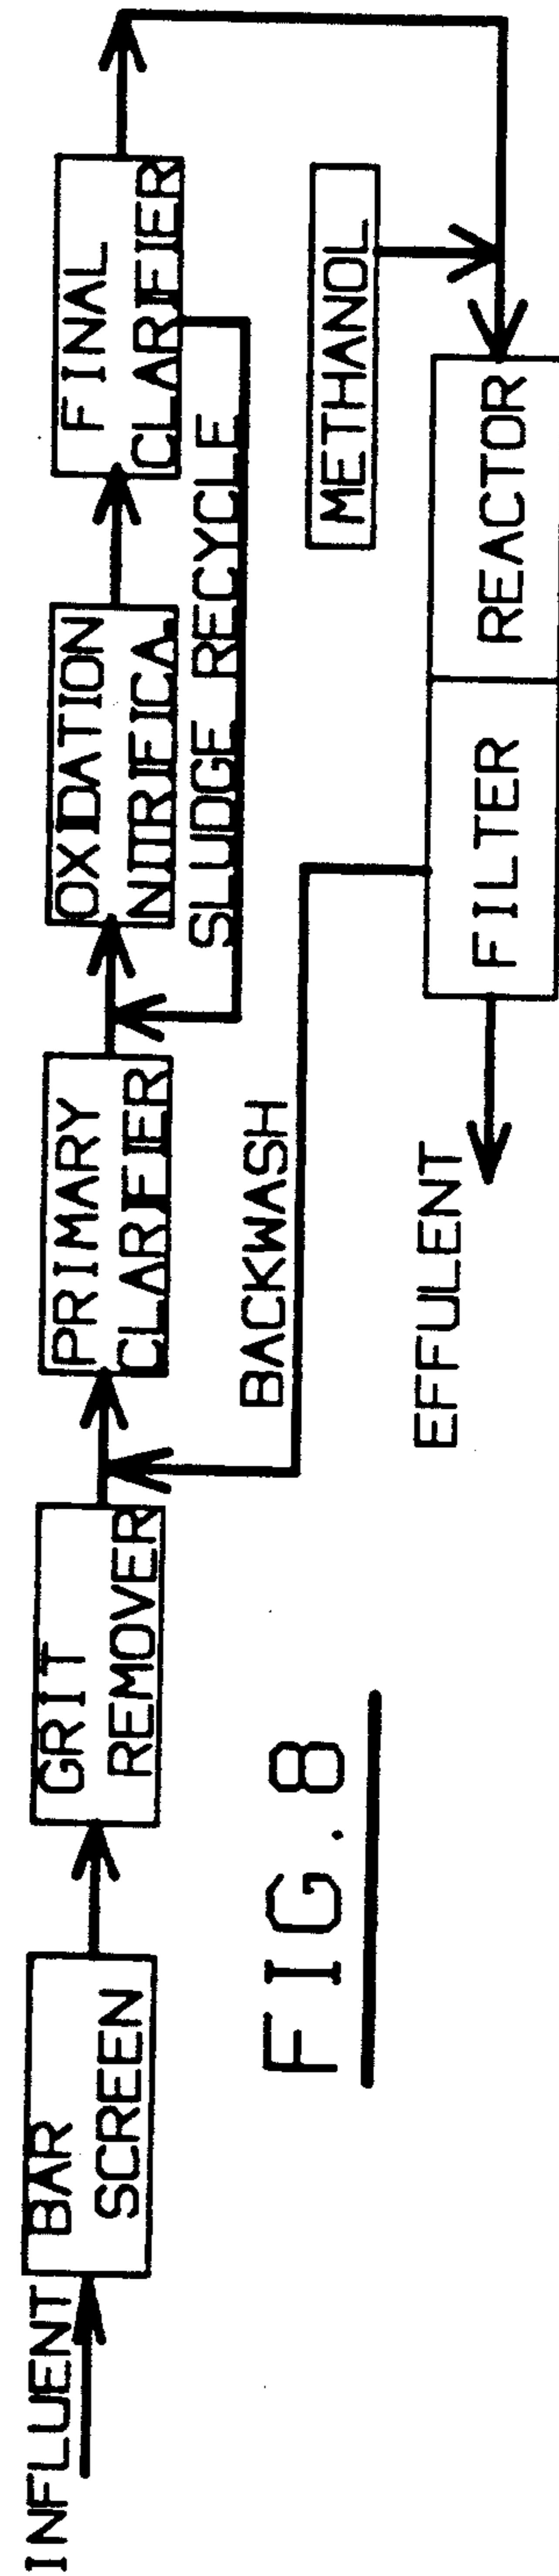 INFLUENT
BAR
SCREEN
GRIT
REMOVER
PRIMARY
CLARIFIER
OXIDATION
NITRIFICA.
FINAL
CLARIFIER
SLUDGE RECYCLE
BACKWASH
METHANOL
EFFULENT
FILTER
REACTOR
FIG. 8